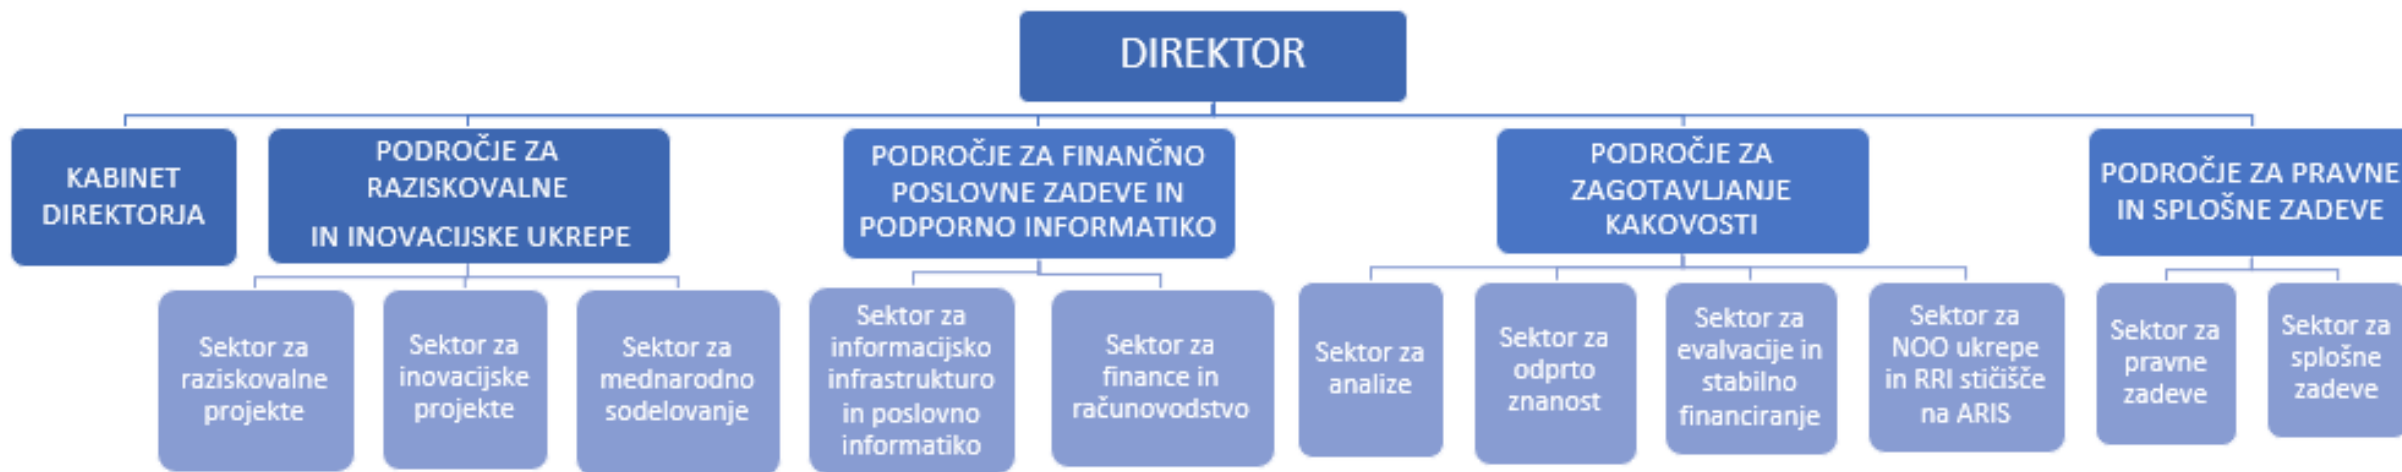 DIREKTOR
KABINET
DIREKTORJA
PODROČJE ZA
RAZISKOVALNE
IN INOVACIJSKE UKREPE
PODROČJE ZA FINANČNO
POSLOVNE ZADEVE IN
PODPORNO INFORMATIKO
PODROČJE ZA
ZAGOTAVLJANJE
KAKOVOSTI
PODROČJE ZA PRAVNE
IN SPLOŠNE ZADEVE
Sektor za
raziskovalne
projekte
Sektor za
inovacijske
projekte
Sektor za
mednarodno
sodelovanje
Sektor za
informacijsko
infrastrukturo
in poslovno
informatiko
Sektor za
finance in
računovodstvo
Sektor za
analize
Sektor za
odprto
znanost
Sektor za
evalvacije in
stabilno
financiranje
Sektor za
NOO ukrepe
in RRI stičišče
na ARIS
Sektor za
pravne
zadeve
Sektor za
splošne
zadeve